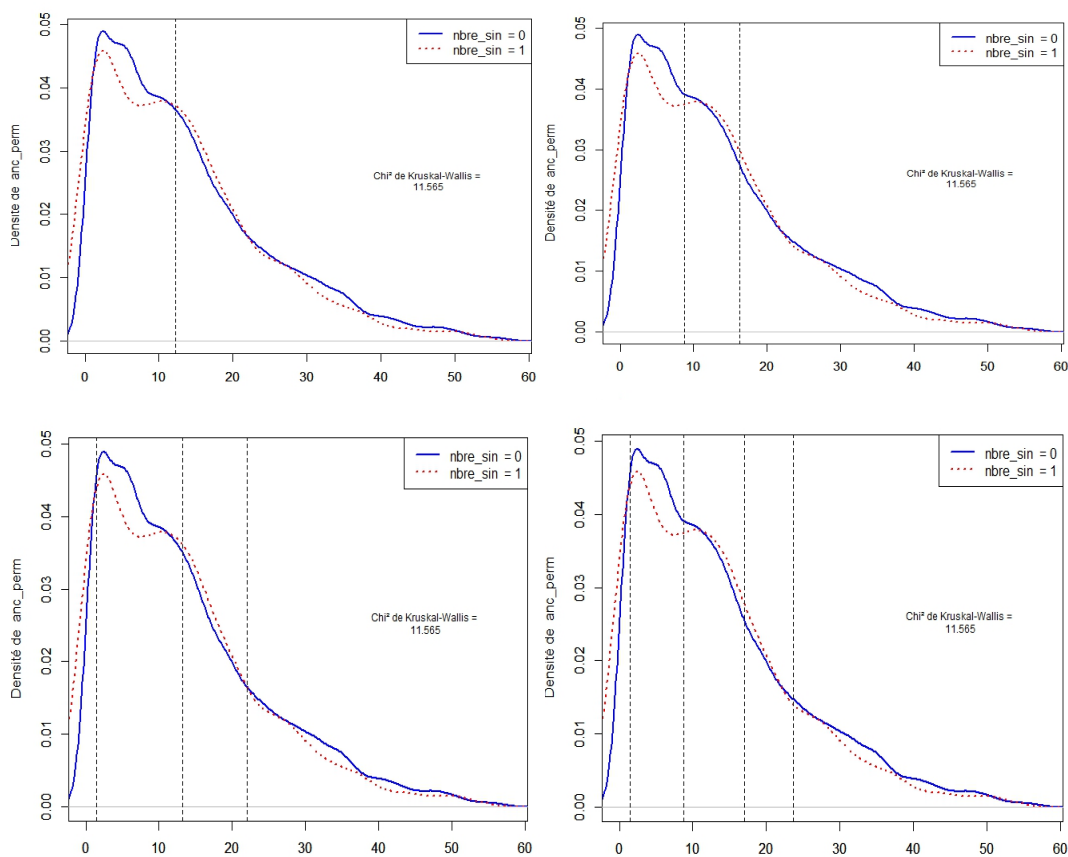 0.05
0.04
0.03
0.02
0.01
0.00
Densité de anc_perm
nbre_sin = 0
nbre_sin = 1
Chi² de Kruskal-Wallis =
11.565
0 10 20 30 40 50 60
0.05
0.04
0.03
0.02
0.01
0.00
Densité de anc_perm
nbre_sin = 0
nbre_sin = 1
Chi² de Kruskal-Wallis =
11.565
0 10 20 30 40 50 60
0.05
0.04
0.03
0.02
0.01
0.00
Densité de anc_perm
nbre_sin = 0
nbre_sin = 1
Chi² de Kruskal-Wallis =
11.565
0 10 20 30 40 50 60
0.05
0.04
0.03
0.02
0.01
0.00
Densité de anc_perm
nbre_sin = 0
nbre_sin = 1
Chi² de Kruskal-Wallis =
11.565
0 10 20 30 40 50 60